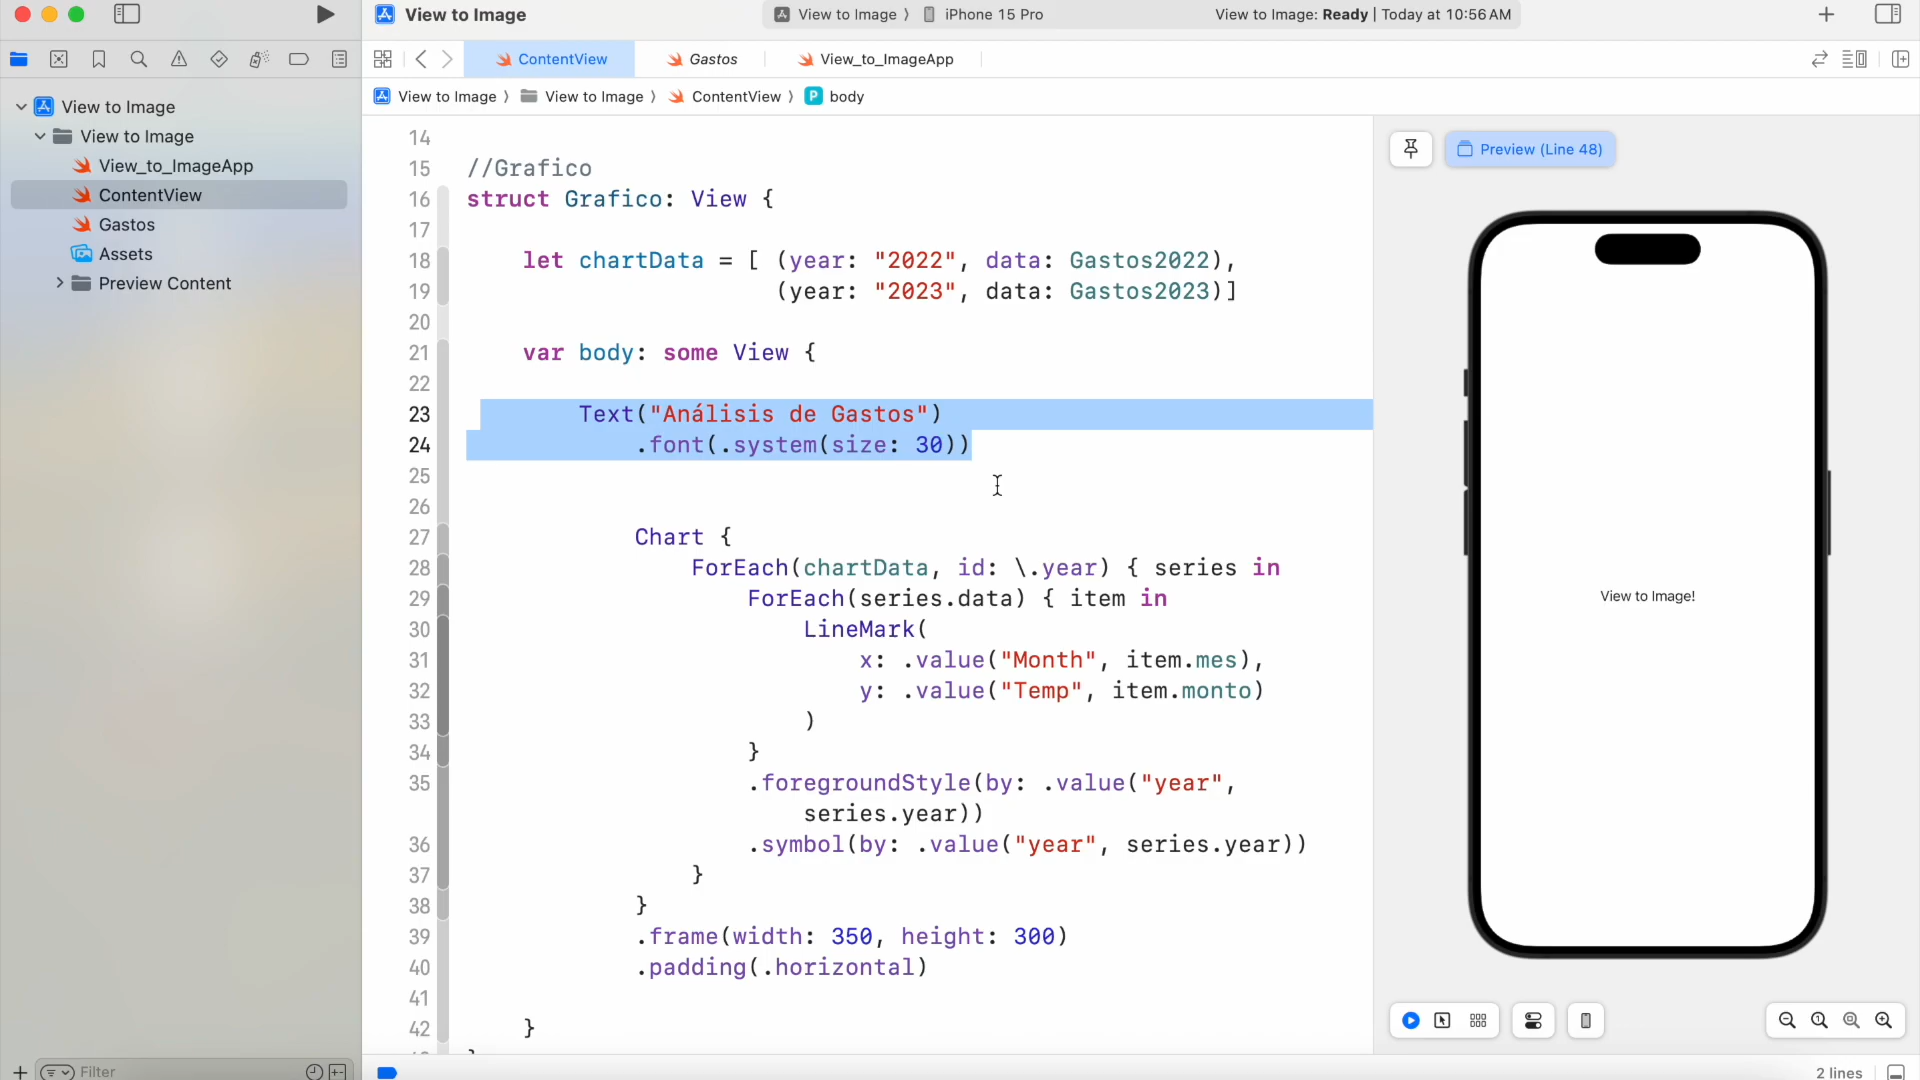 View to Image
View to Image 〉 iPhone 15 Pro
View to Image: Ready | Today at 10:56 AM
ContentView
Gastos
View_to_ImageApp
View to Image 〉 View to Image 〉 ContentView 〉 P body
View to Image
View to Image
View_to_ImageApp
ContentView
Gastos
Assets
Preview Content
14
15 //Grafico
16 struct Grafico: View {
17
18 let chartData = [ (year: "2022", data: Gastos2022),
19 (year: "2023", data: Gastos2023)]
20
21 var body: some View {
22
23 Text("Análisis de Gastos")
24 .font(.system(size: 30))
25
26
27 Chart {
28 ForEach(chartData, id: \.year) { series in
29 ForEach(series.data) { item in
30 LineMark(
31 x: .value("Month", item.mes),
32 y: .value("Temp", item.monto)
33 )
34 }
35 .foregroundStyle(by: .value("year",
series.year))
36 .symbol(by: .value("year", series.year))
37 }
38 }
39 .frame(width: 350, height: 300)
40 .padding(.horizontal)
41
42 }
Preview (Line 48)
View to Image!
Filter
2 lines